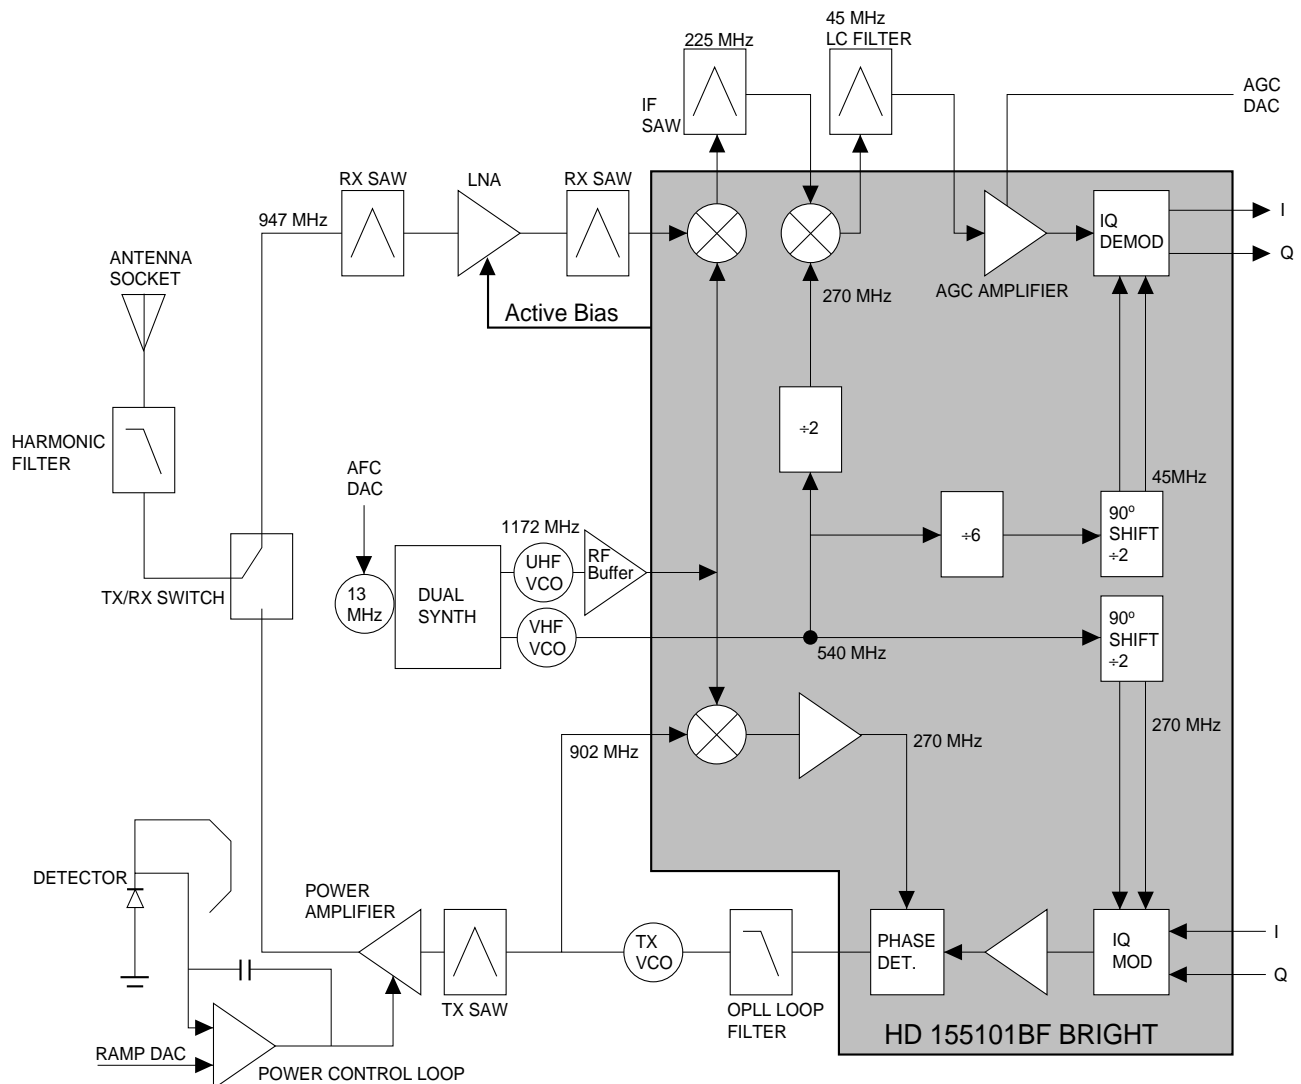 45 MHz
LC FILTER
225 MHz
AGC
DAC
IF
SAW
RX SAW
LNA
RX SAW
947 MHz
IQ
DEMOD
I
Q
ANTENNA
SOCKET
270 MHz
AGC AMPLIFIER
Active Bias
÷2
HARMONIC
FILTER
AFC
DAC
45MHz
1172 MHz
90º
SHIFT
÷2
÷6
RF
Buffer
UHF
VCO
13
MHz
DUAL
SYNTH
TX/RX SWITCH
VHF
VCO
540 MHz
90º
SHIFT
÷2
902 MHz
270 MHz
270 MHz
DETECTOR
POWER
AMPLIFIER
TX
VCO
PHASE
DET.
IQ
MOD
I
Q
TX SAW
OPLL LOOP
FILTER
HD 155101BF BRIGHT
RAMP DAC
POWER CONTROL LOOP